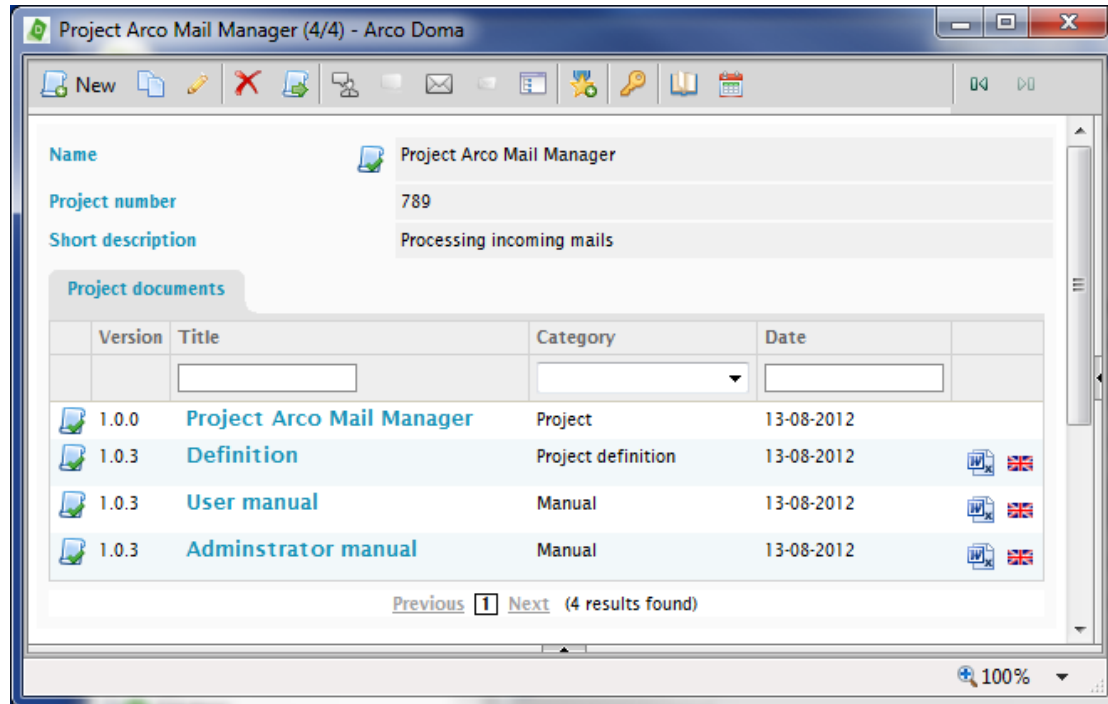 Project Arco Mail Manager (4/4) - Arco Doma
New
Name Project Arco Mail Manager
Project number 789
Short description Processing incoming mails
Project documents
Version Title Category Date
1.0.0 Project Arco Mail Manager Project 13-08-2012
1.0.3 Definition Project definition 13-08-2012
1.0.3 User manual Manual 13-08-2012
1.0.3 Adminstrator manual Manual 13-08-2012
Previous 1 Next (4 results found)
100%